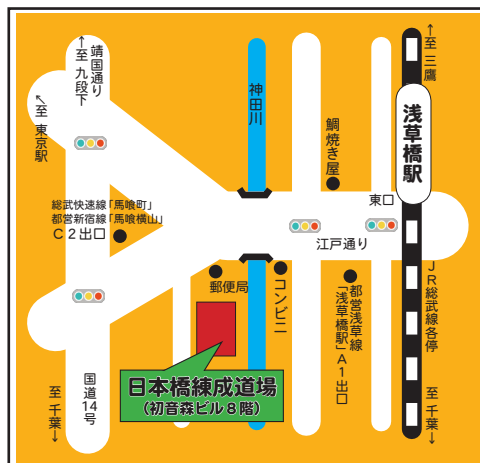 ↑至 三鷹
靖国通り
↑至 九段下
↖至 東京駅
神田川
鯛焼き屋
浅草橋駅
東口
総武快速線「馬喰町」
都営新宿線「馬喰横山」
C2出口
江戸通り
郵便局
コンビニ
都営浅草線
「浅草橋駅」A1出口
JR総武線各停
日本橋練成道場
(初音森ビル8階)
国道14号
至 千葉↓
至 千葉↓